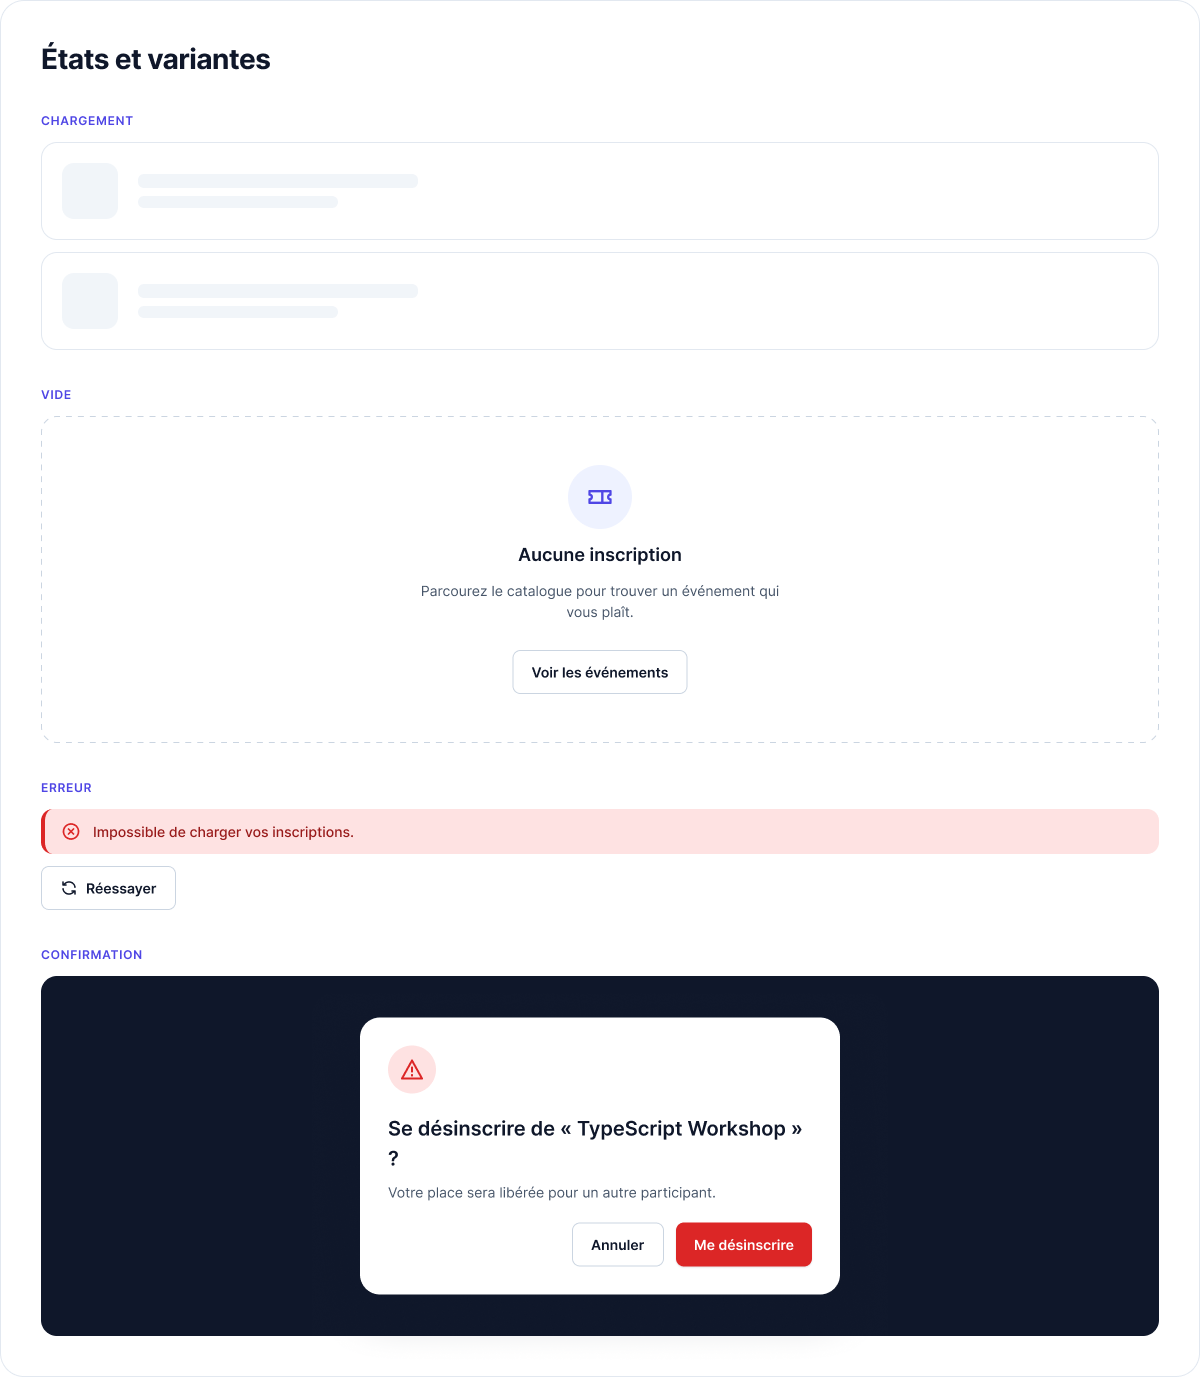 États et variantes
CHARGEMENT
VIDE
Aucune inscription
Parcourez le catalogue pour trouver un événement qui
vous plaît.
Voir les événements
ERREUR
Impossible de charger vos inscriptions.
Réessayer
CONFIRMATION
Se désinscrire de « TypeScript Workshop »
?
Votre place sera libérée pour un autre participant.
Annuler
Me désinscrire